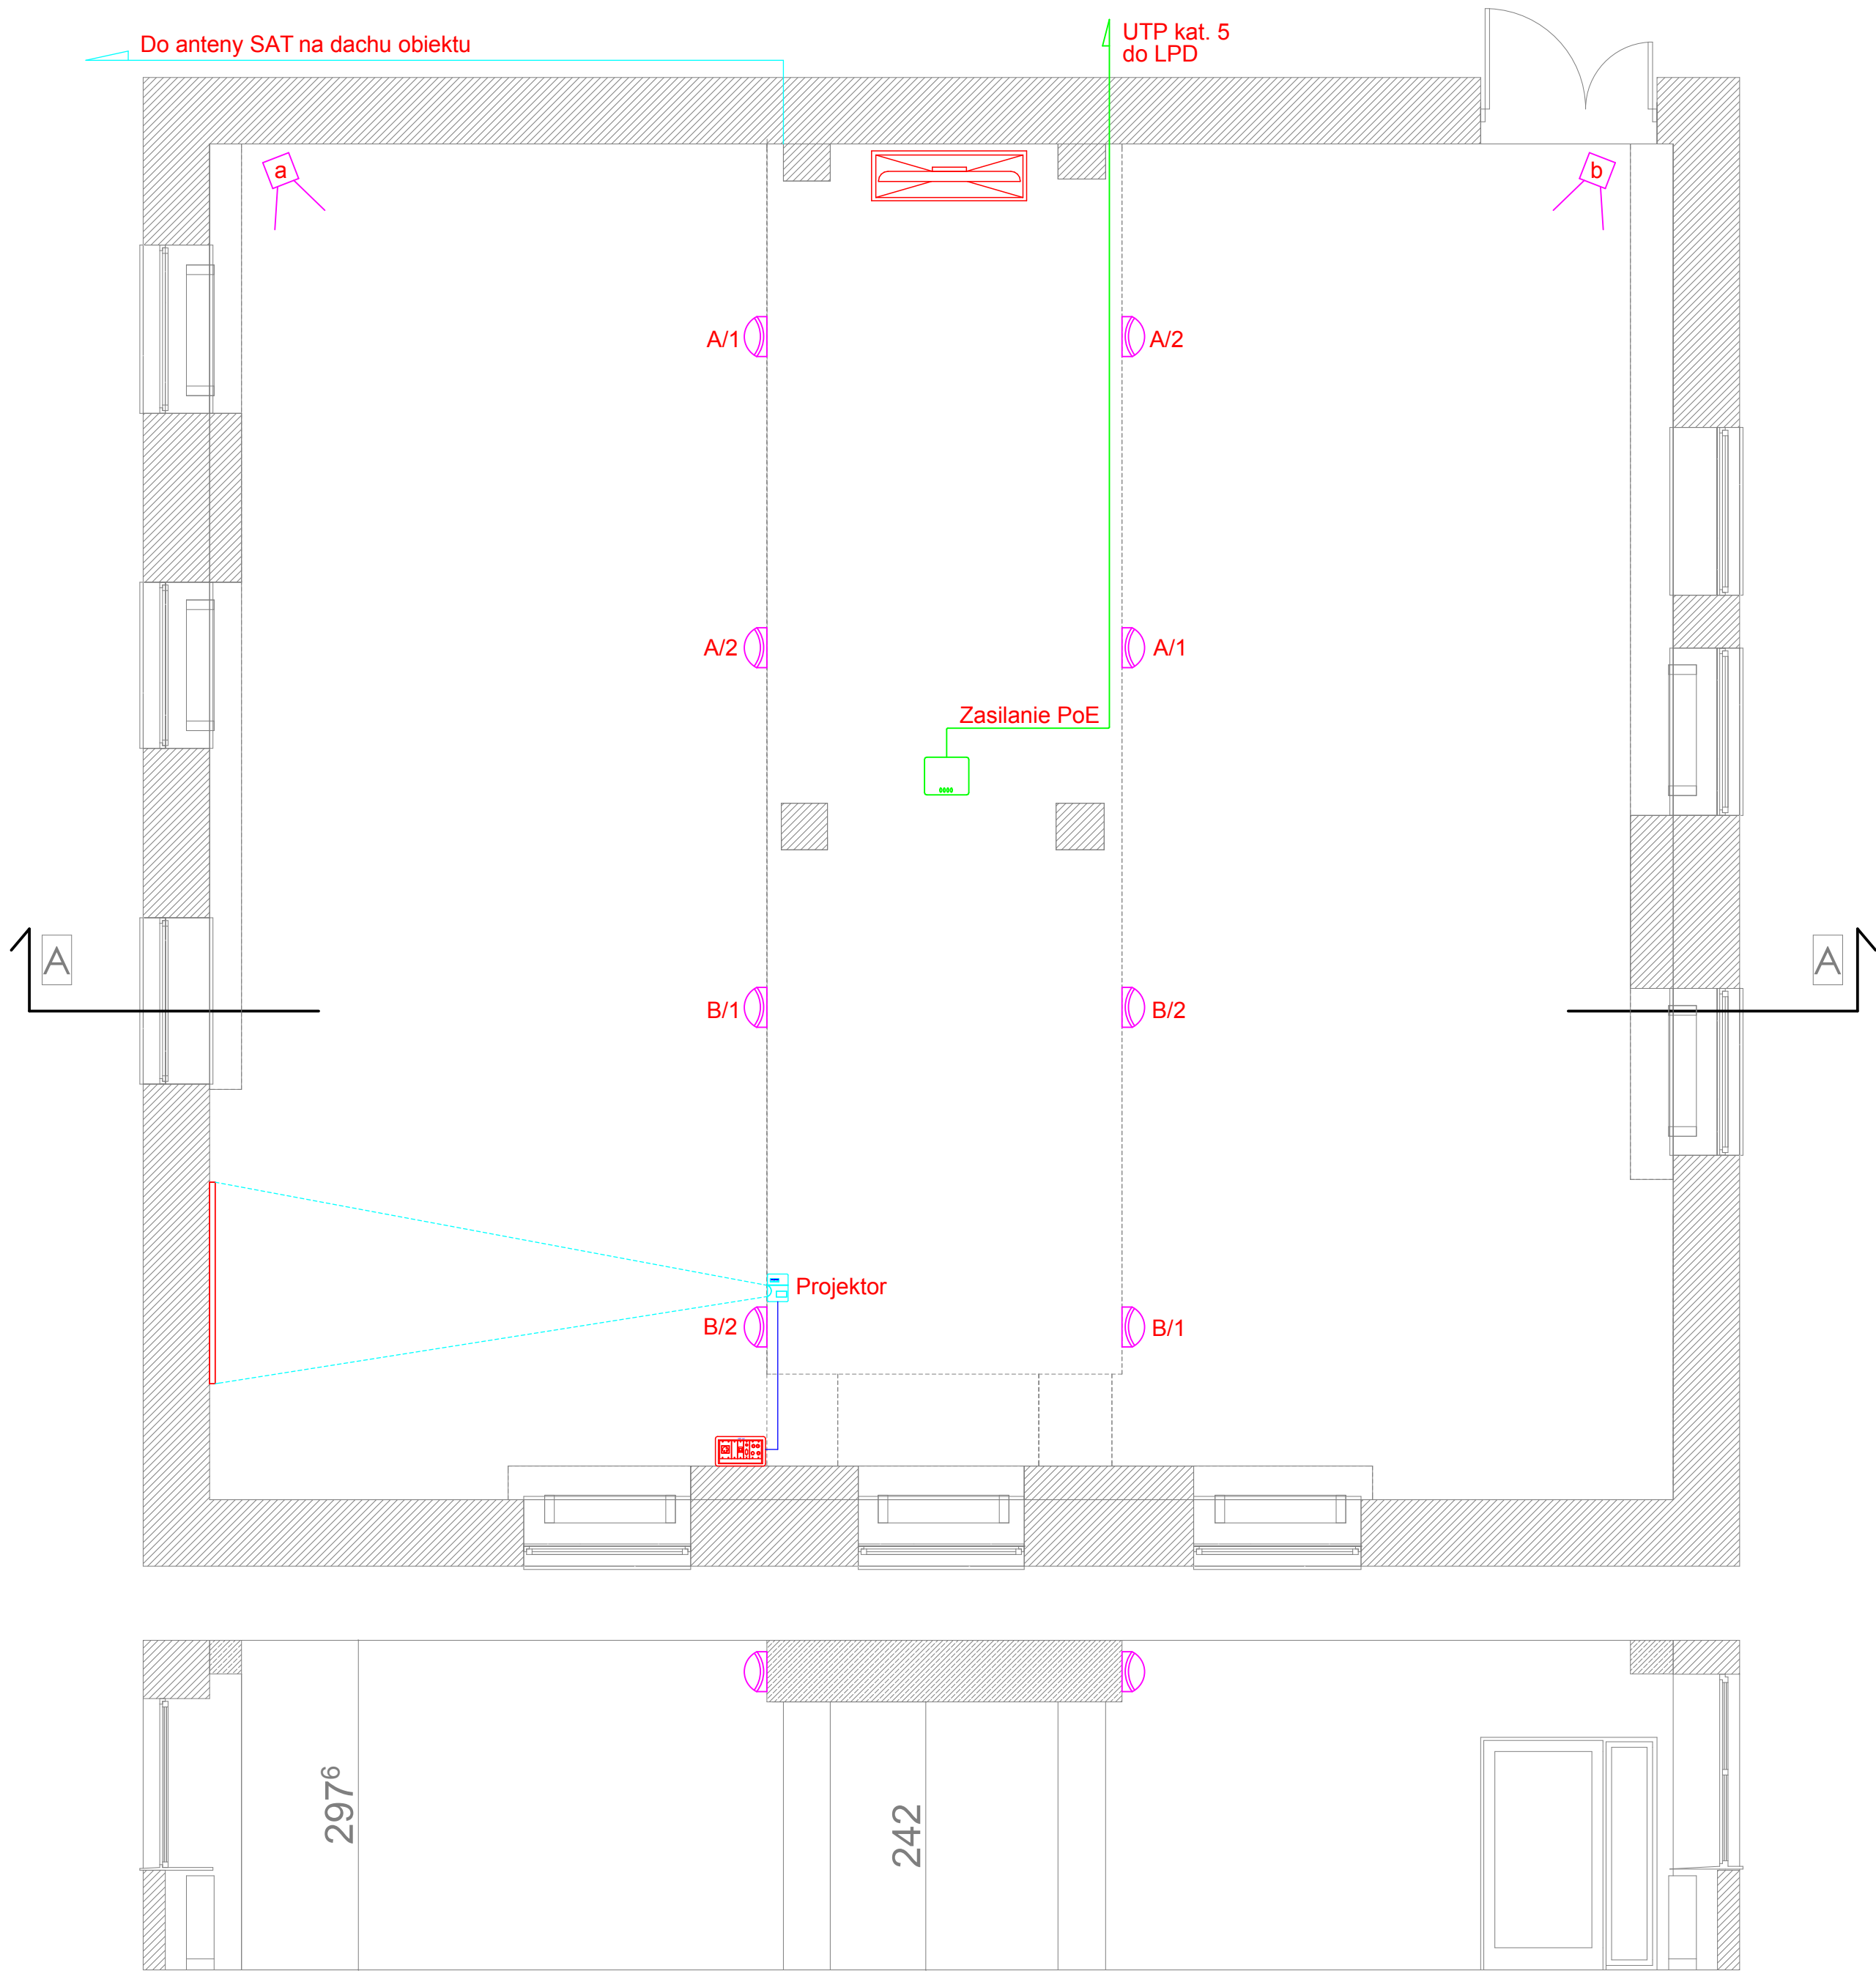 Do anteny SAT na dachu obiektu
UTP kat. 5
do LPD
a
b
A/1
A/2
A/2
A/1
Zasilanie PoE
A
A
B/1
B/2
Projektor
B/2
B/1
297⁶
242